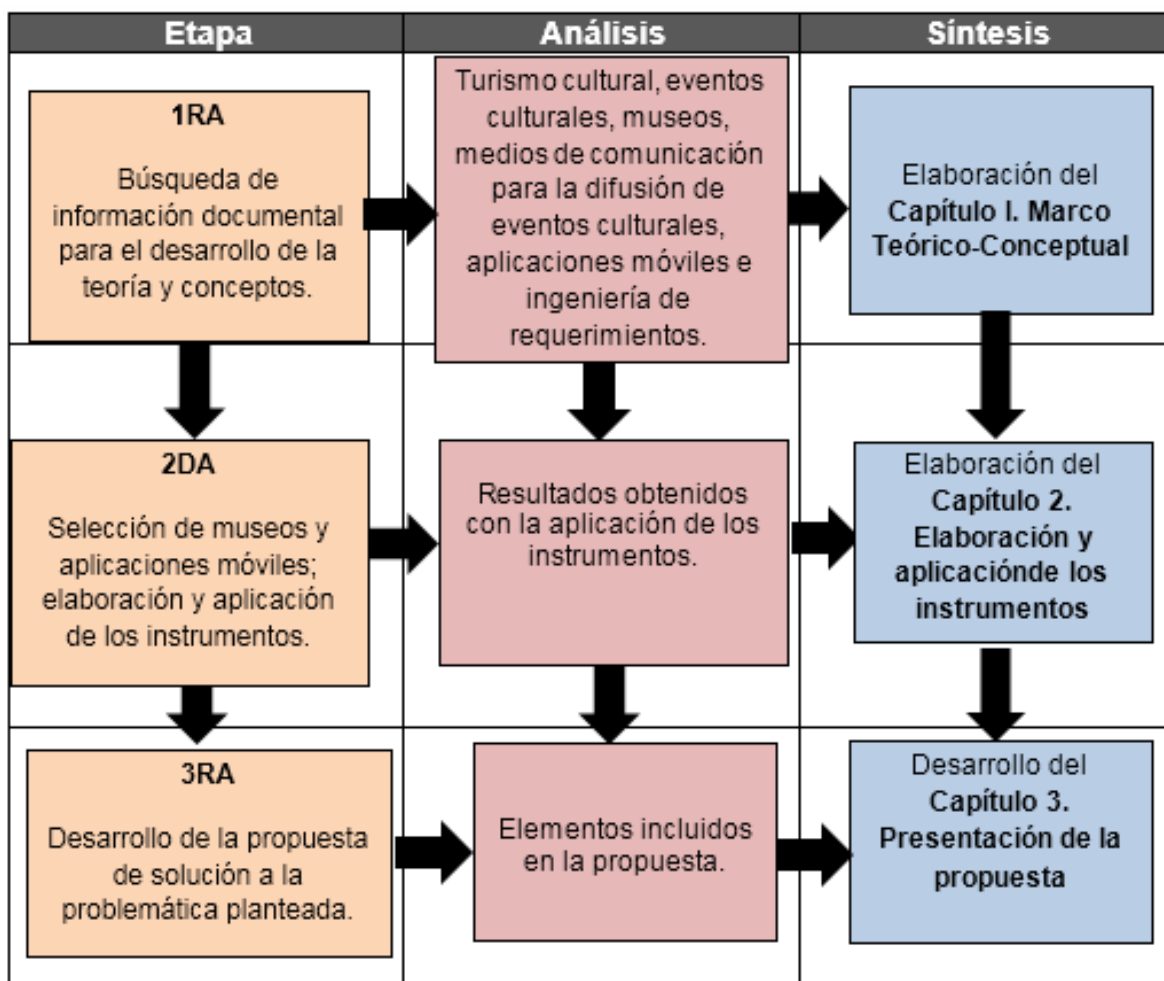 Etapa
Análisis
Síntesis
1RA
Búsqueda de
información documental
para el desarrollo de la
teoría y conceptos.
Turismo cultural, eventos
culturales, museos,
medios de comunicación
para la difusión de
eventos culturales,
aplicaciones móviles e
ingeniería de
requerimientos.
Elaboración del
Capítulo I. Marco
Teórico-Conceptual
2DA
Selección de museos y
aplicaciones móviles;
elaboración y aplicación
de los instrumentos.
Resultados obtenidos
con la aplicación de los
instrumentos.
Elaboración del
Capítulo 2.
Elaboración y
aplicaciónde los
instrumentos
3RA
Desarrollo de la propuesta
de solución a la
problemática planteada.
Elementos incluidos
en la propuesta.
Desarrollo del
Capítulo 3.
Presentación de la
propuesta